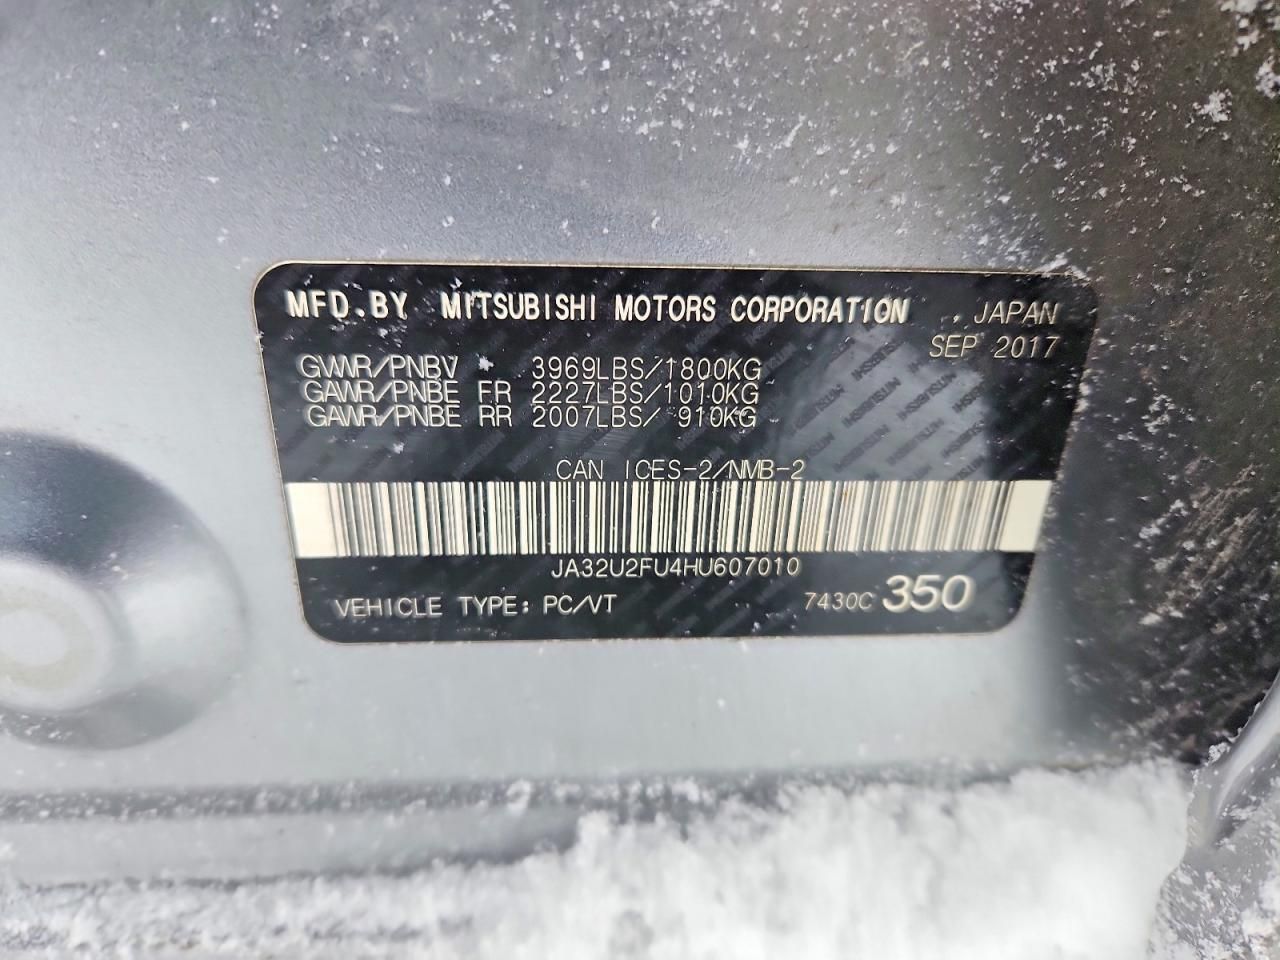 MFD.BY MITSUBISHI MOTORS CORPORATION , JAPAN
SEP 2017
GVWR/PNBV * 3969LBS/1800KG
GAWR/PNBE FR 2227LBS/1010KG
GAWR/PNBE RR 2007LBS/ 910KG
CAN ICES-2/NMB-2
JA32U2FU4HU607010
VEHICLE TYPE: PC/VT 7430C 350